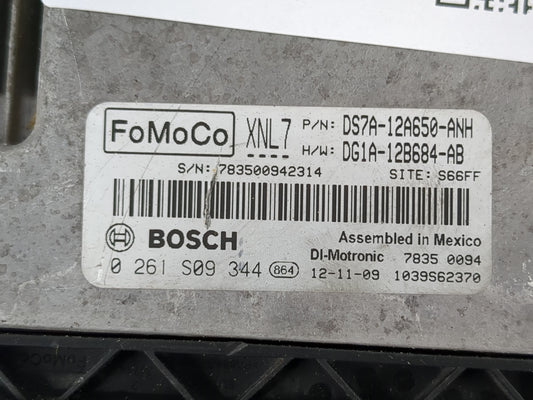 FoMoCo XNL7 P/N: DS7A-12A650-ANH
H/W: DG1A-12B684-AB
S/N: 783500942314 SITE: S66FF
BOSCH Assembled in Mexico
DI-Motronic 7835 0094
0 261 S09 344 864 12-11-09 1039S62370
FoMoCo